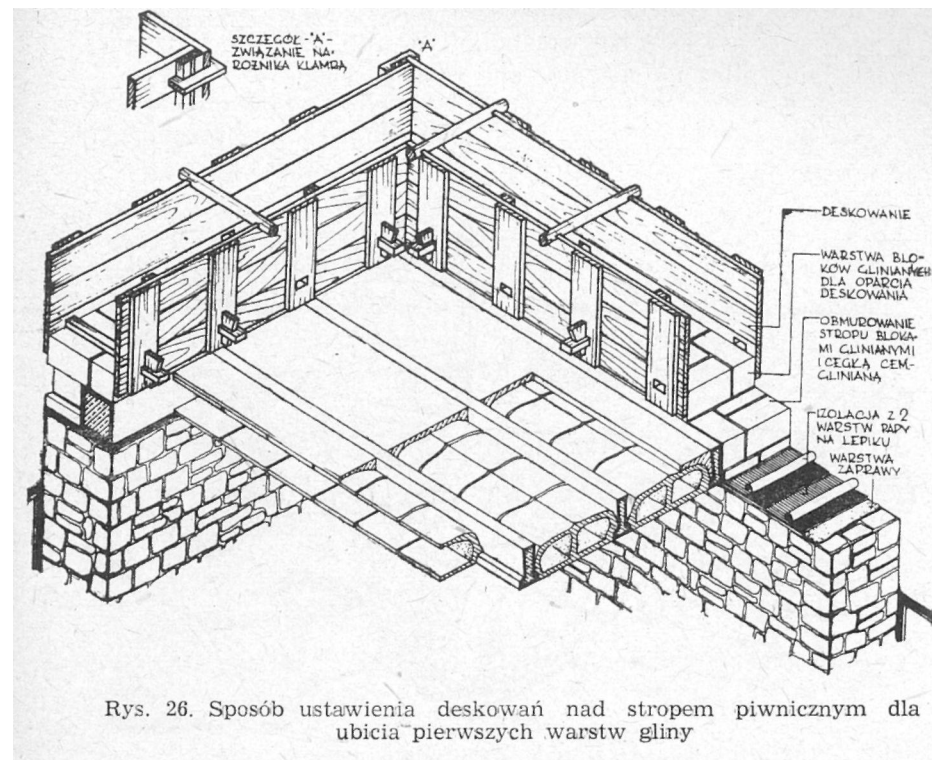 SZCZEGÓŁ-"A"-
ZWIĄZANIE NA-
ROŻNIKA KLAMRĄ
"A"
DESKOWANIE
WARSTWA BLO-
KÓW GLINIANYCH
DLA OPARCIA
DESKOWANIA
OBMUROWANIE
STROPU BLOKA-
MI GLINIANYMI
I CEGŁĄ CEM-
GLINIANĄ
IZOLACJA Z 2
WARSTW PAPY
NA LEPIKU
WARSTWA
ZAPRAWY
Rys. 26. Sposób ustawienia deskowań nad stropem piwnicznym dla
ubicia pierwszych warstw gliny